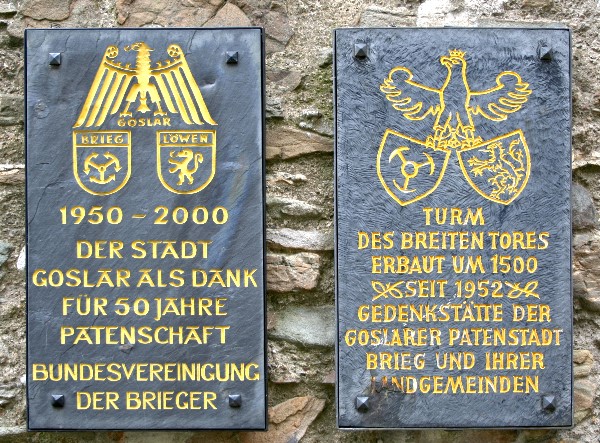 GOSLAR
BRIEG LÖWEN
1950 – 2000
DER STADT
GOSLAR ALS DANK
FÜR 50 JAHRE
PATENSCHAFT
BUNDESVEREINIGUNG
DER BRIEGER
TURM
DES BREITEN TORES
ERBAUT UM 1500
SEIT 1952
GEDENKSTÄTTE DER
GOSLARER PATENSTADT
BRIEG UND IHRER
LANDGEMEINDEN